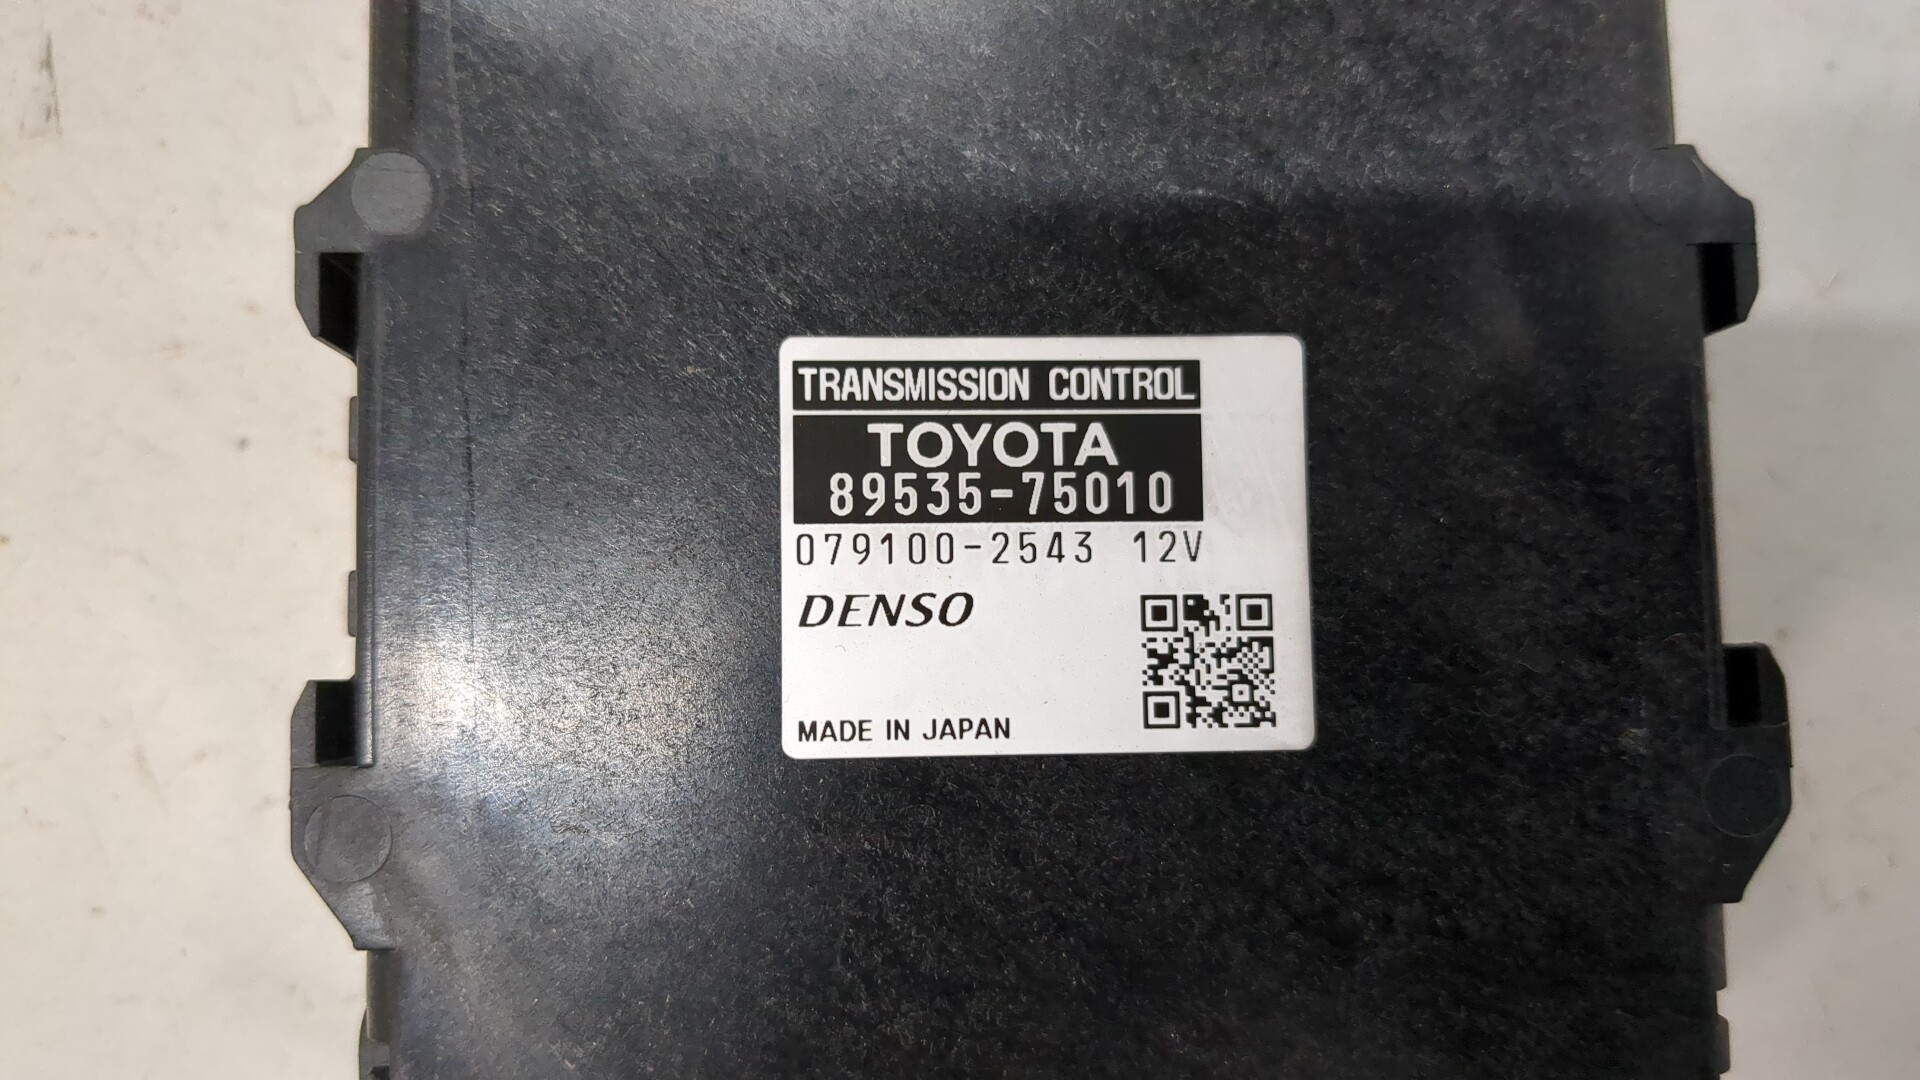 TRANSMISSION CONTROL
TOYOTA
89535-75010
079100-2543 12V
DENSO
MADE IN JAPAN